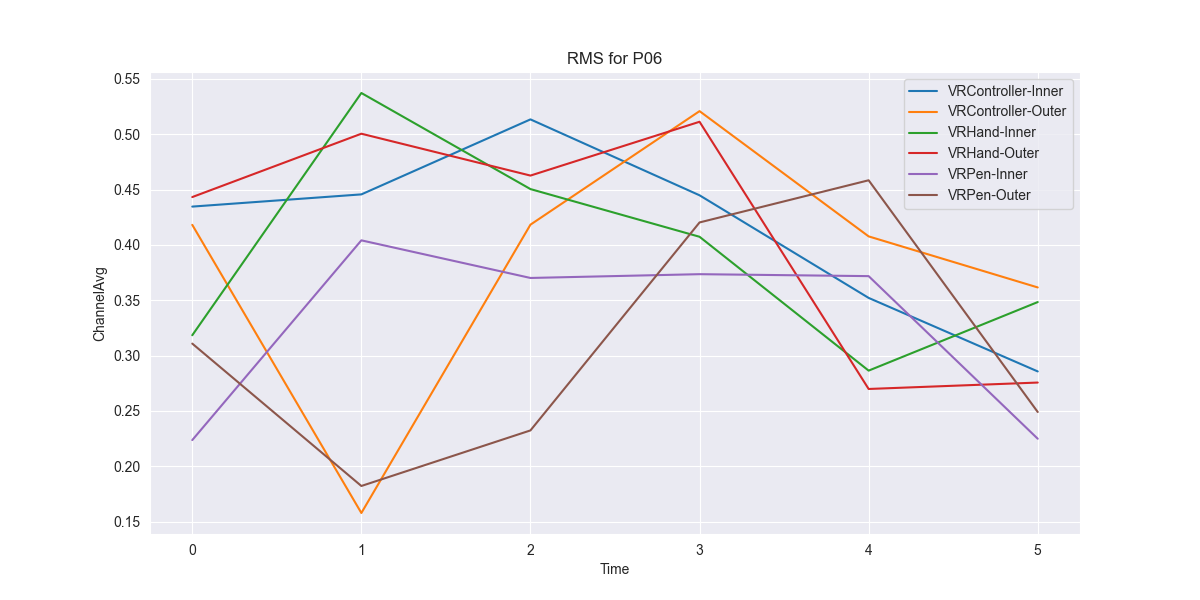 RMS for P06
0.55
0.50
0.45
0.40
0.35
0.30
0.25
0.20
0.15
ChannelAvg
VRController-Inner
VRController-Outer
VRHand-Inner
VRHand-Outer
VRPen-Inner
VRPen-Outer
0 1 2 3 4 5
Time